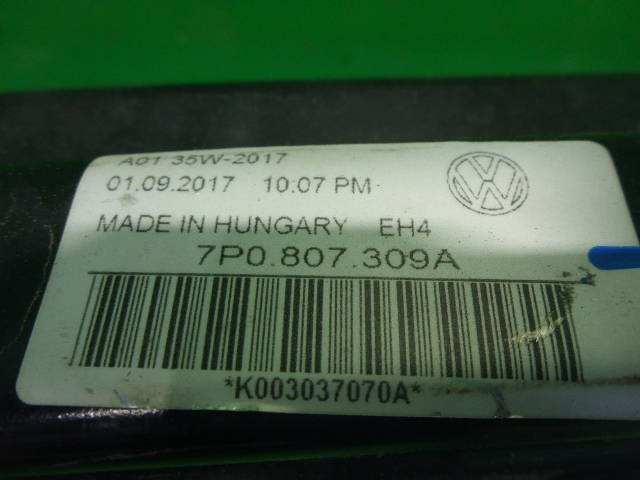 A01 35W-2017
01.09.2017 10:07 PM
MADE IN HUNGARY EH4
7P0.807.309A
*K003037070A*